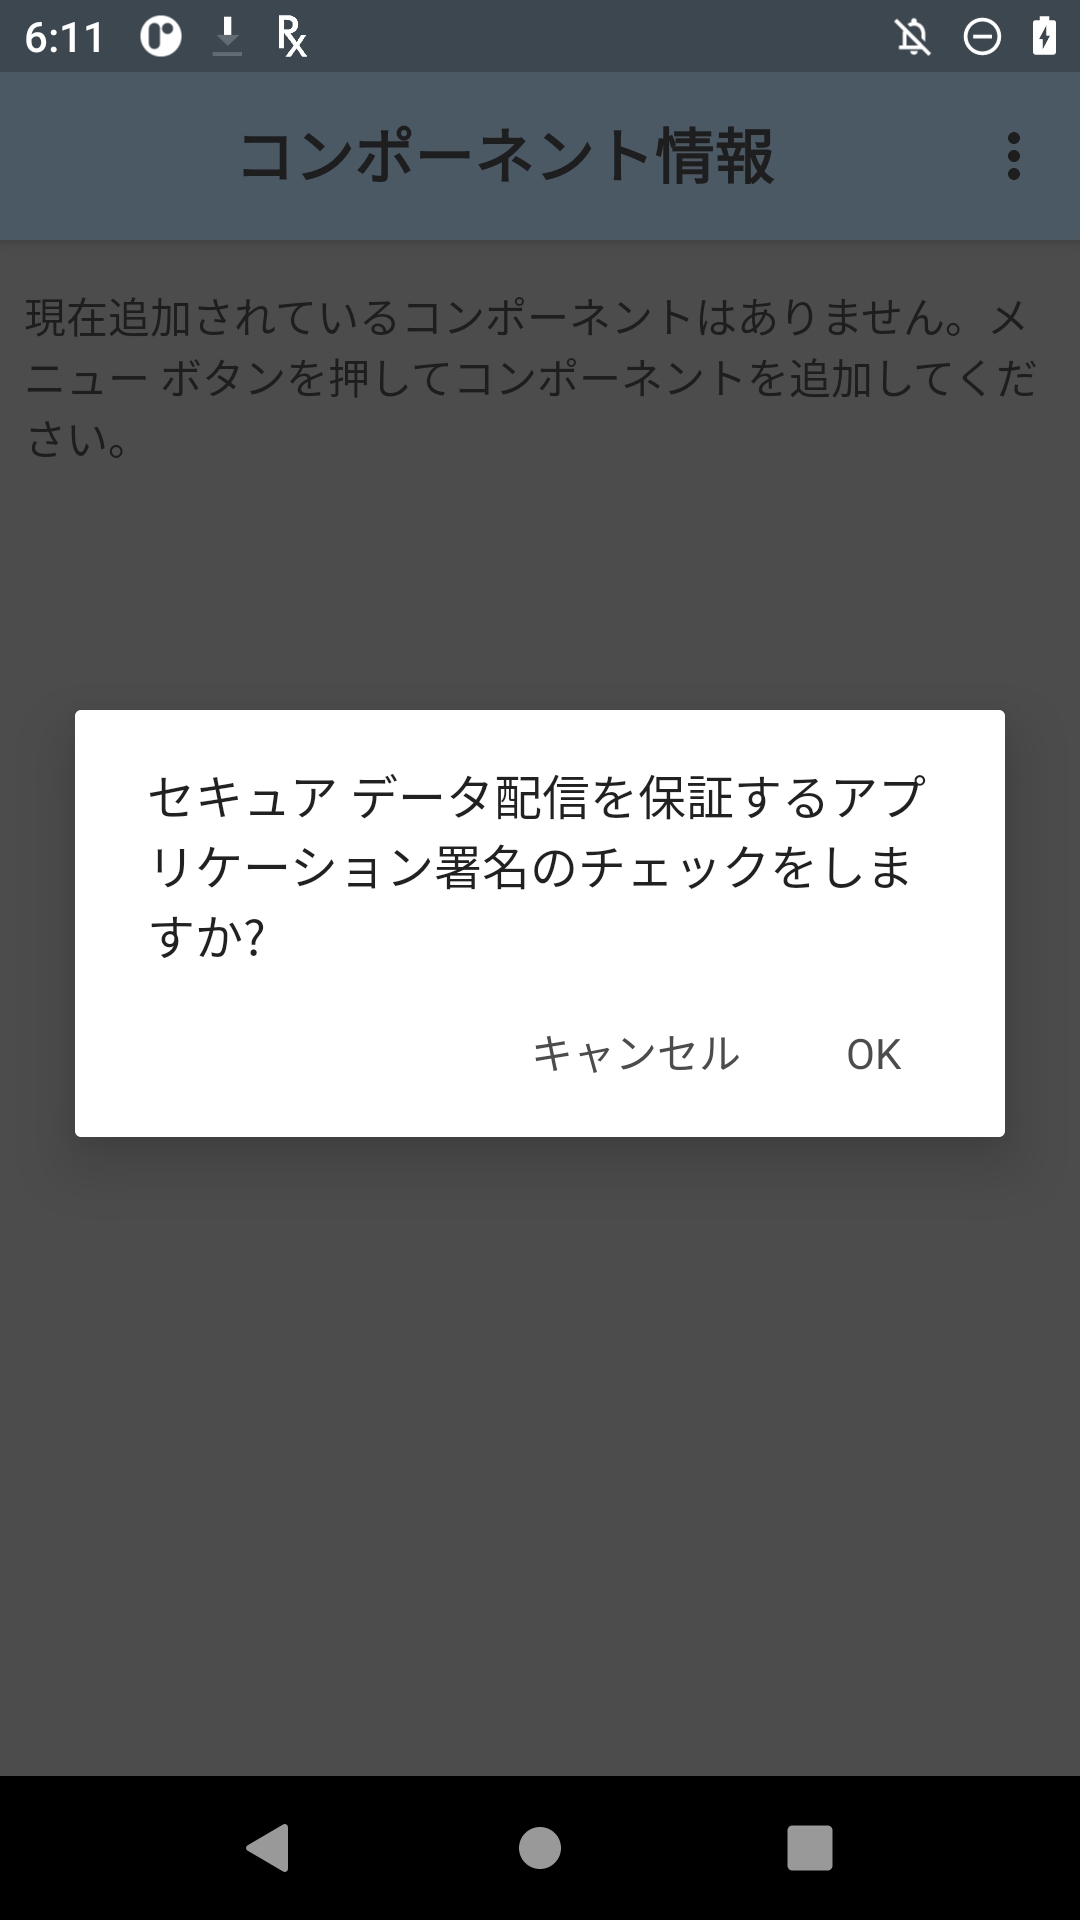 6:11
コンポーネント情報
現在追加されているコンポーネントはありません。メ
ニュー ボタンを押してコンポーネントを追加してくだ
さい。
セキュア データ配信を保証するアプ
リケーション署名のチェックをしま
すか?
キャンセル
OK